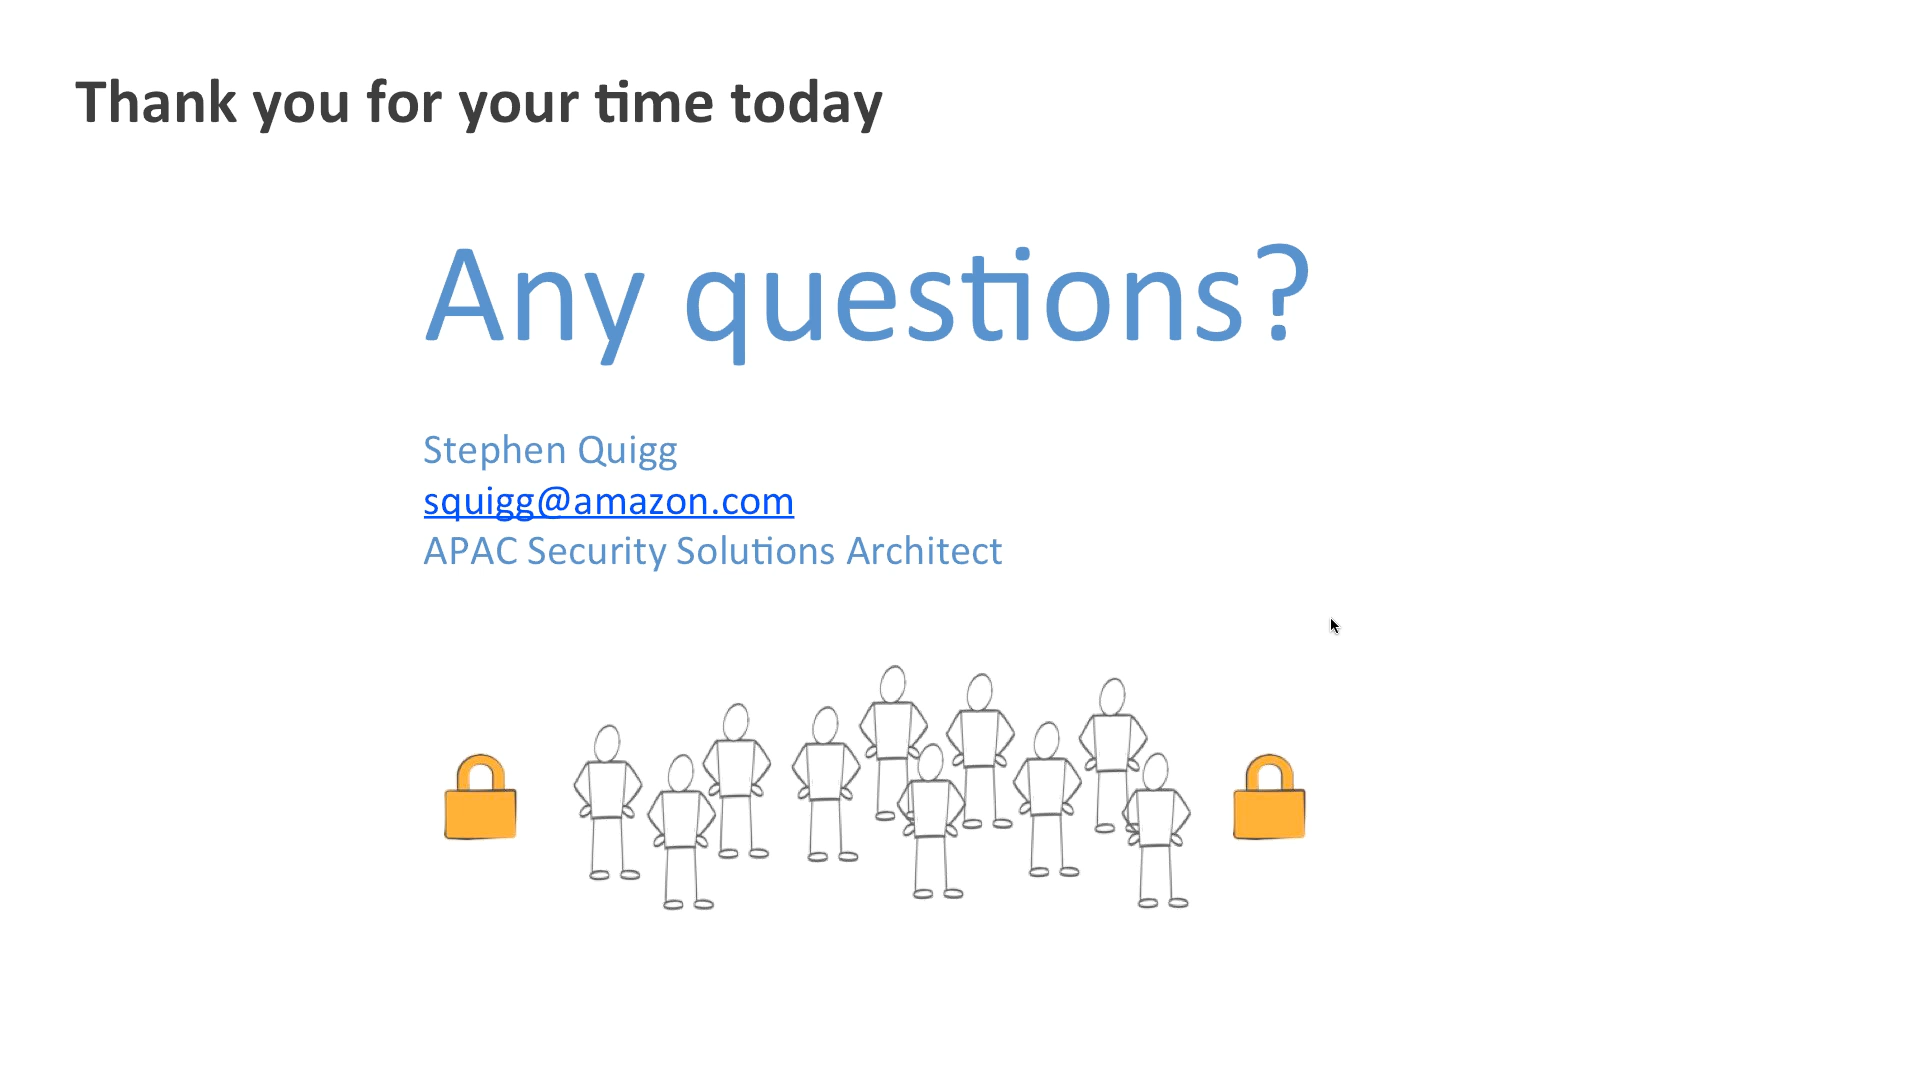 Thank you for your time today
Any questions?
Stephen Quigg
squigg@amazon.com
APAC Security Solutions Architect